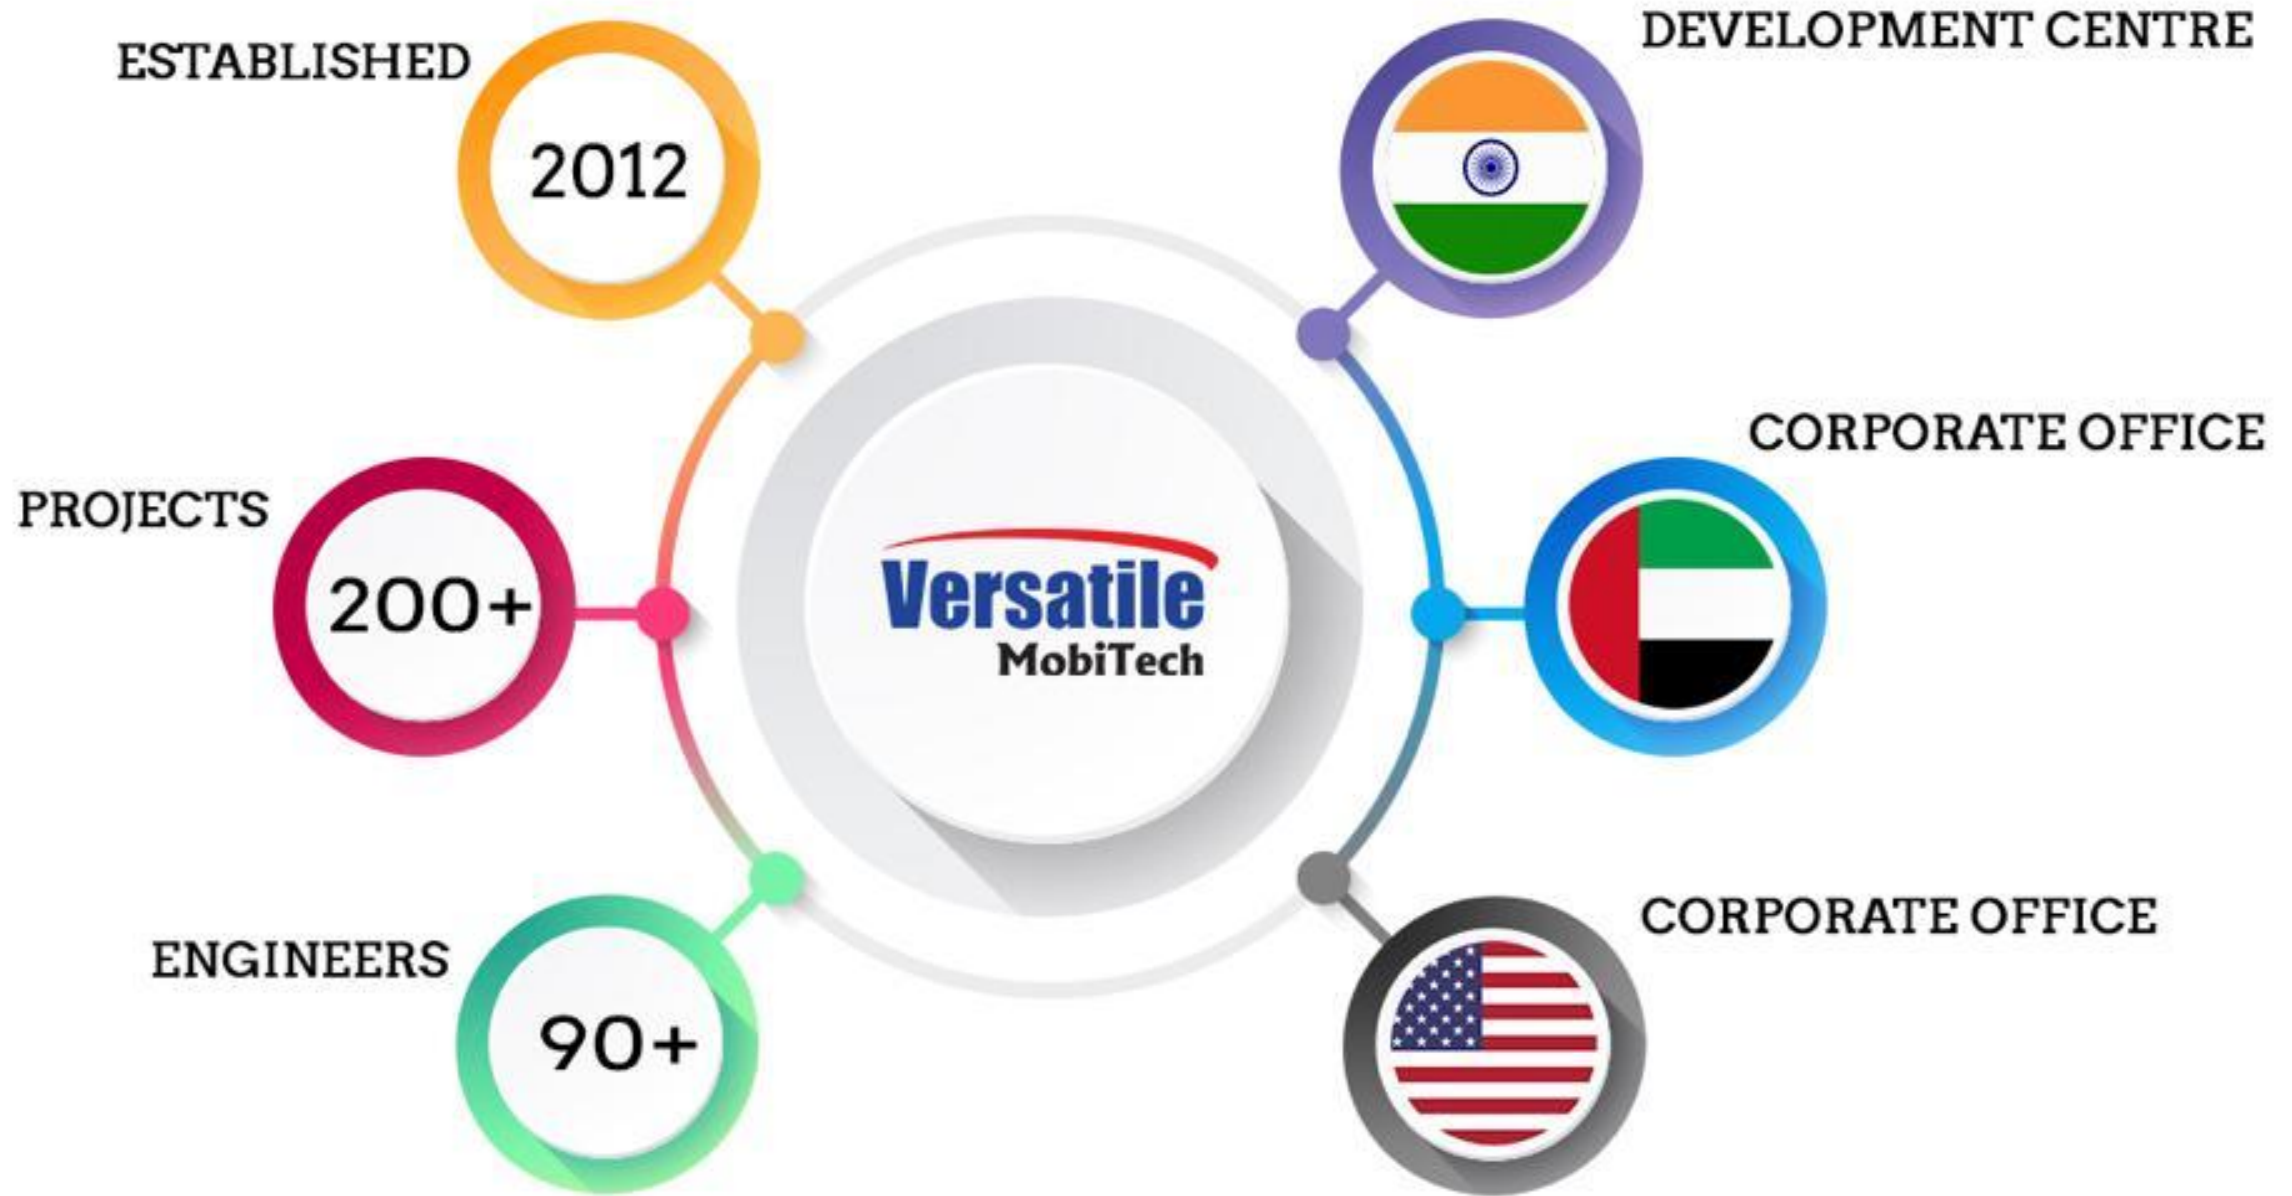 ESTABLISHED
2012
DEVELOPMENT CENTRE
PROJECTS
200+
Versatile
MobiTech
CORPORATE OFFICE
ENGINEERS
90+
CORPORATE OFFICE